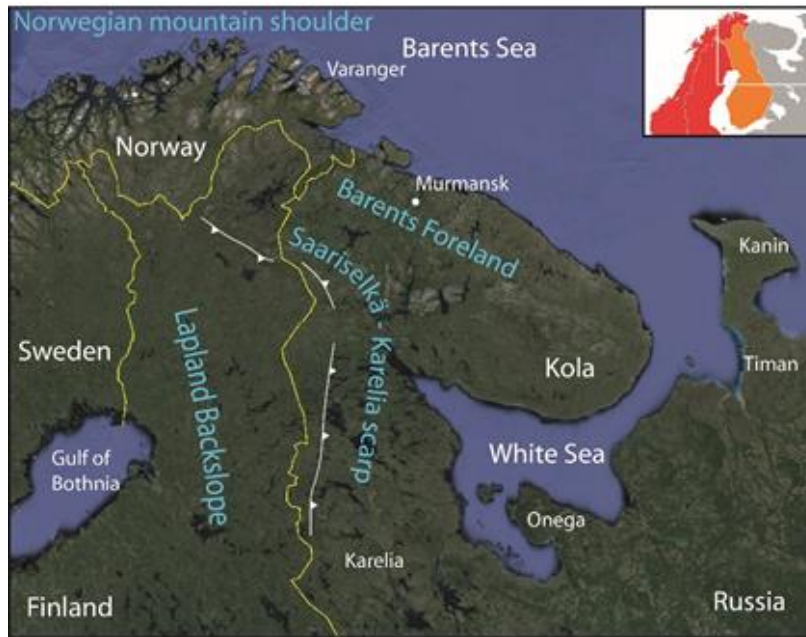 Norwegian mountain shoulder
Barents Sea
Varanger
Norway
Murmansk
Barents Foreland
Saariselkä - Karelia scarp
Kanin
Lapland Backslope
Sweden
Kola
Timan
Gulf of
Bothnia
White Sea
Onega
Karelia
Finland
Russia